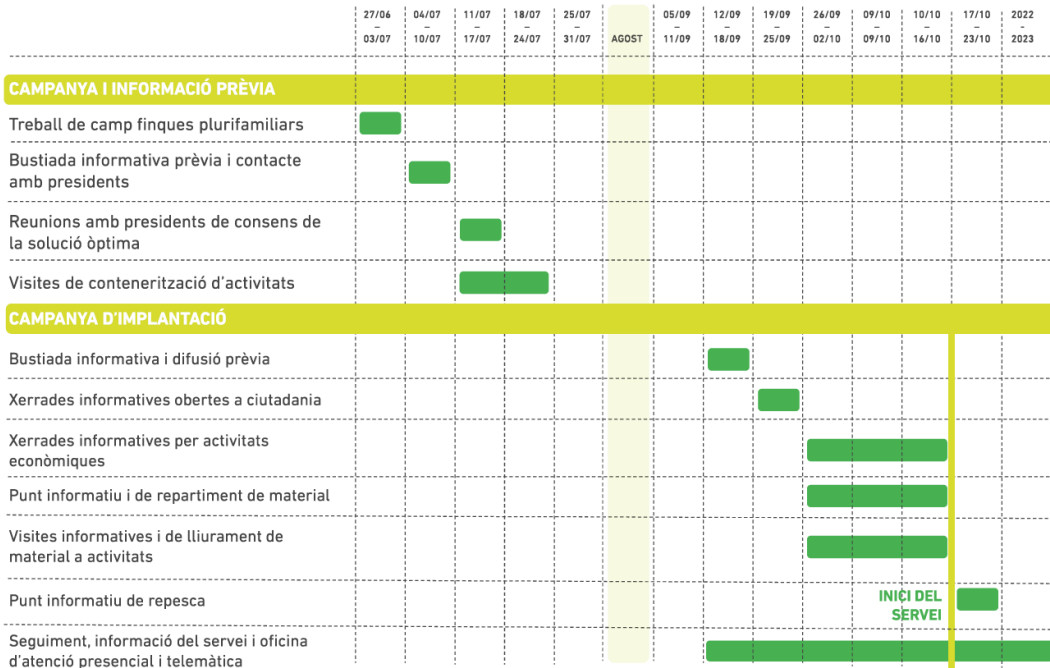 27/06 04/07 11/07 18/07 25/07 05/09 12/09 19/09 26/09 09/10 10/10 17/10 2022
– – – – – AGOST – – – – – – – –
03/07 10/07 17/07 24/07 31/07 11/09 18/09 25/09 02/10 09/10 16/10 23/10 2023
CAMPANYA I INFORMACIÓ PRÈVIA
Treball de camp finques plurifamiliars
Bustiada informativa prèvia i contacte
amb presidents
Reunions amb presidents de consens de
la solució òptima
Visites de contenerització d'activitats
CAMPANYA D'IMPLANTACIÓ
Bustiada informativa i difusió prèvia
Xerrades informatives obertes a ciutadania
Xerrades informatives per activitats
econòmiques
Punt informatiu i de repartiment de material
Visites informatives i de lliurament de
material a activitats
Punt informatiu de repesca
INICI DEL
SERVEI
Seguiment, informació del servei i oficina
d'atenció presencial i telemàtica